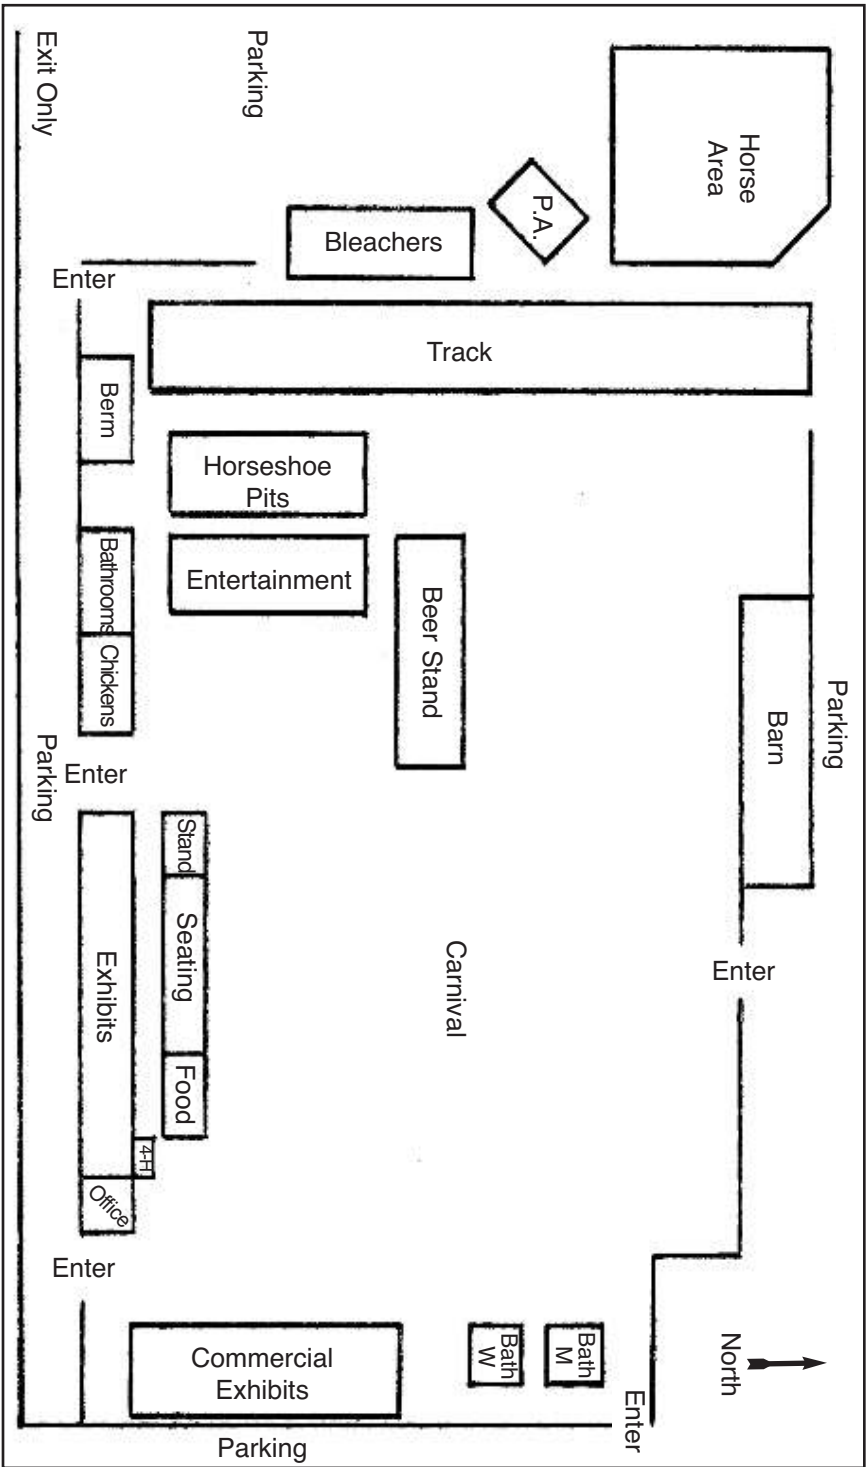 Exit Only
Parking
Horse
Area
P.A.
Bleachers
Enter
Track
Berm
Horseshoe
Pits
Bathrooms
Entertainment
Beer Stand
Chickens
Barn
Parking
Parking
Enter
Stand
Seating
Food
Exhibits
4-H
Office
Carnival
Enter
Enter
Commercial
Exhibits
Bath
W
Bath
M
North
Enter
Parking